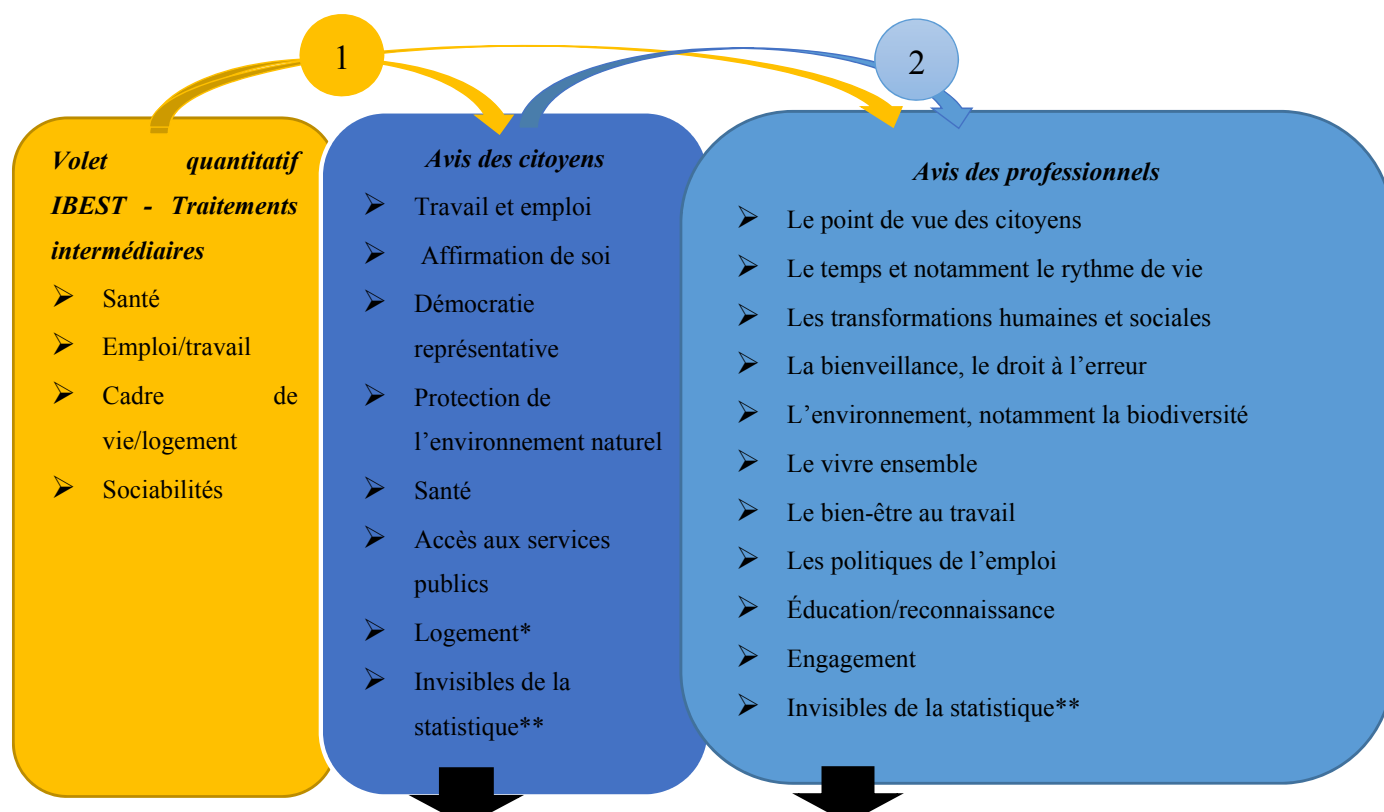 1
2
Volet quantitatif
IBEST - Traitements
intermédiaires
➢ Santé
➢ Emploi/travail
➢ Cadre de
vie/logement
➢ Sociabilités
Avis des citoyens
➢ Travail et emploi
➢ Affirmation de soi
➢ Démocratie
représentative
➢ Protection de
l’environnement naturel
➢ Santé
➢ Accès aux services
publics
➢ Logement*
➢ Invisibles de la
statistique**
Avis des professionnels
➢ Le point de vue des citoyens
➢ Le temps et notamment le rythme de vie
➢ Les transformations humaines et sociales
➢ La bienveillance, le droit à l’erreur
➢ L’environnement, notamment la biodiversité
➢ Le vivre ensemble
➢ Le bien-être au travail
➢ Les politiques de l’emploi
➢ Éducation/reconnaissance
➢ Engagement
➢ Invisibles de la statistique**